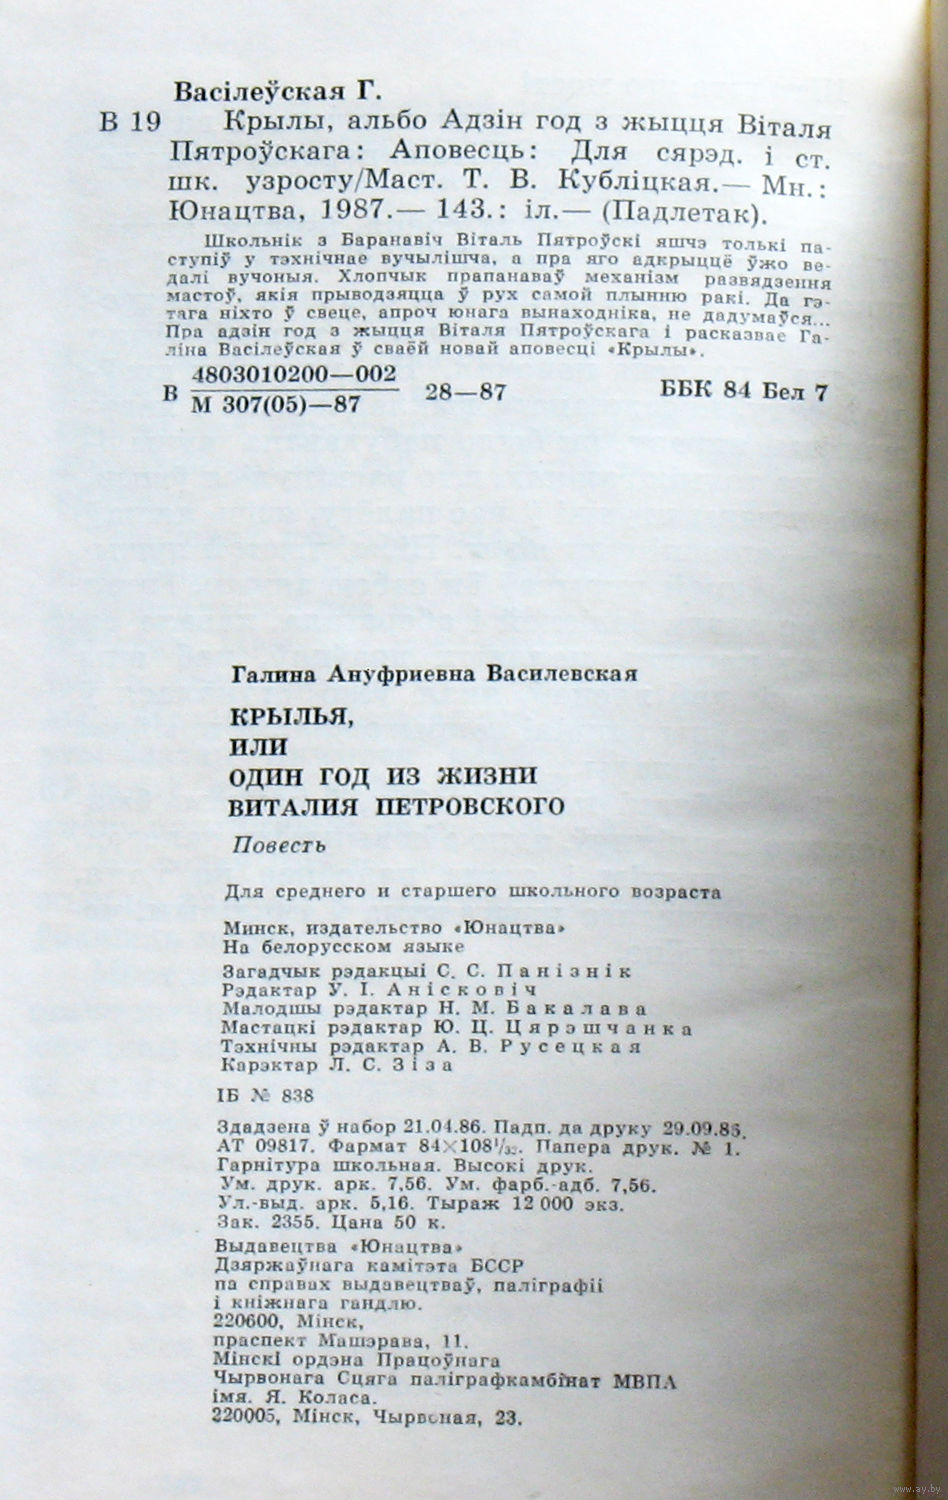 Васілеўская Г.
В 19 Крылы, альбо Адзін год з жыцця Віталя
Пятроўскага: Аповесць: Для сярэд. і ст.
шк. узросту/Маст. Т. В. Кубліцкая.— Мн.:
Юнацтва, 1987.— 143.: іл.— (Падлетак).
Школьнік з Баранавіч Віталь Пятроўскі яшчэ толькі па-
ступіў у тэхнічнае вучылішча, а пра яго адкрыццё ўжо ве-
далі вучоныя. Хлопчык прапанаваў механізм развядзення
мастоў, якія прыводзяцца ў рух самой плынню ракі. Да гэ-
тага ніхто ў свеце, апроч юнага вынаходніка, не дадумаўся...
Пра адзін год з жыцця Віталя Пятроўскага і расказвае Га-
ліна Васілеўская ў сваёй новай аповесці «Крылы».
4803010200—002
В М 307(05)—87 28—87 ББК 84 Бел 7
Галина Ануфриевна Василевская
КРЫЛЬЯ,
ИЛИ
ОДИН ГОД ИЗ ЖИЗНИ
ВИТАЛИЯ ПЕТРОВСКОГО
Повесть
Для среднего и старшего школьного возраста
Минск, издательство «Юнацтва»
На белорусском языке
Загадчык рэдакцыі С. С. Панізнік
Рэдактар У. І. Анісковіч
Малодшы рэдактар Н. М. Бакалава
Мастацкі рэдактар Ю. Ц. Цярэшчанка
Тэхнічны рэдактар А. В. Русецкая
Карэктар Л. С. Зіза
ІБ № 838
Здадзена ў набор 21.04.86. Падп. да друку 29.09.86.
АТ 09817. Фармат 84×108¹/₃₂. Папера друк. № 1.
Гарнітура школьная. Высокі друк.
Ум. друк. арк. 7,56. Ум. фарб.-адб. 7,56.
Ул.-выд. арк. 5,16. Тыраж 12 000 экз.
Зак. 2355. Цана 50 к.
Выдавецтва «Юнацтва»
Дзяржаўнага камітэта БССР
па справах выдавецтваў, паліграфіі
і кніжнага гандлю.
220600, Мінск,
праспект Машэрава, 11.
Мінскі ордэна Працоўнага
Чырвонага Сцяга паліграфкамбінат МВПА
імя. Я. Коласа.
220005, Мінск, Чырвоная, 23.
www.ay.by